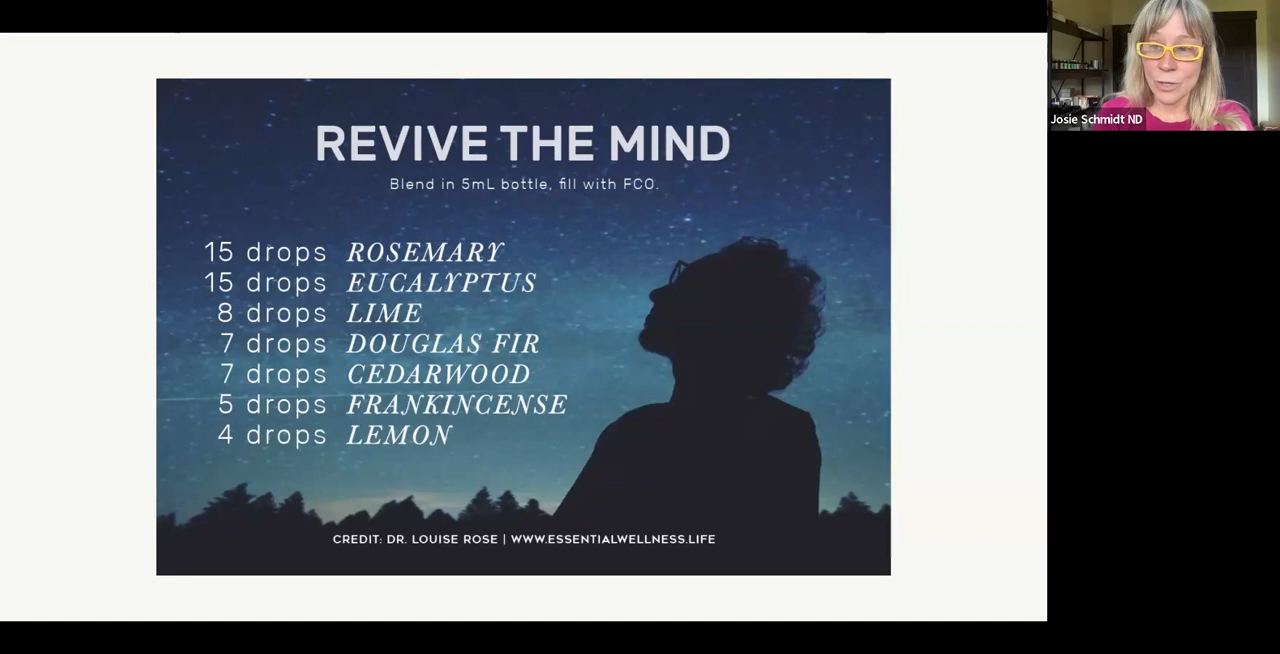 REVIVE THE MIND
Blend in 5mL bottle, fill with FCO.
15 drops ROSEMARY
15 drops EUCALYPTUS
8 drops LIME
7 drops DOUGLAS FIR
7 drops CEDARWOOD
5 drops FRANKINCENSE
4 drops LEMON
CREDIT: DR. LOUISE ROSE | WWW.ESSENTIALWELLNESS.LIFE
Josie Schmidt ND